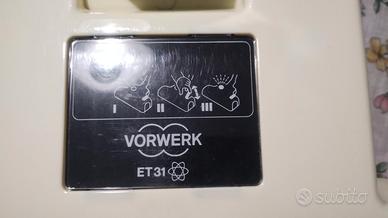 I II III
VORWERK
ET31
subito